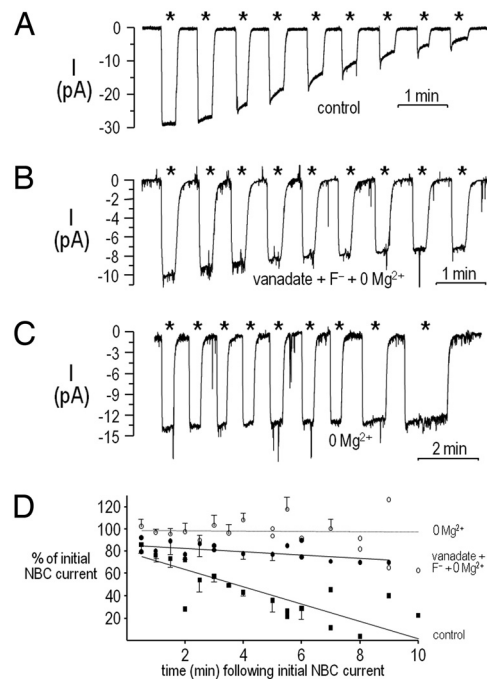 A
* * * * * * * * *
0
-10
-20
-30
I
(pA)
control
1 min
B
* * * * * * * * *
0
-2
-4
-6
-8
-10
I
(pA)
vanadate + F⁻ + 0 Mg²⁺
1 min
C
* * * * * * * * *
0
-3
-6
-9
-12
-15
I
(pA)
0 Mg²⁺
2 min
D
120
100
80
60
40
20
% of initial
NBC current
0 Mg²⁺
vanadate +
F⁻ + 0 Mg²⁺
control
2 4 6 8 10
time (min) following initial NBC current